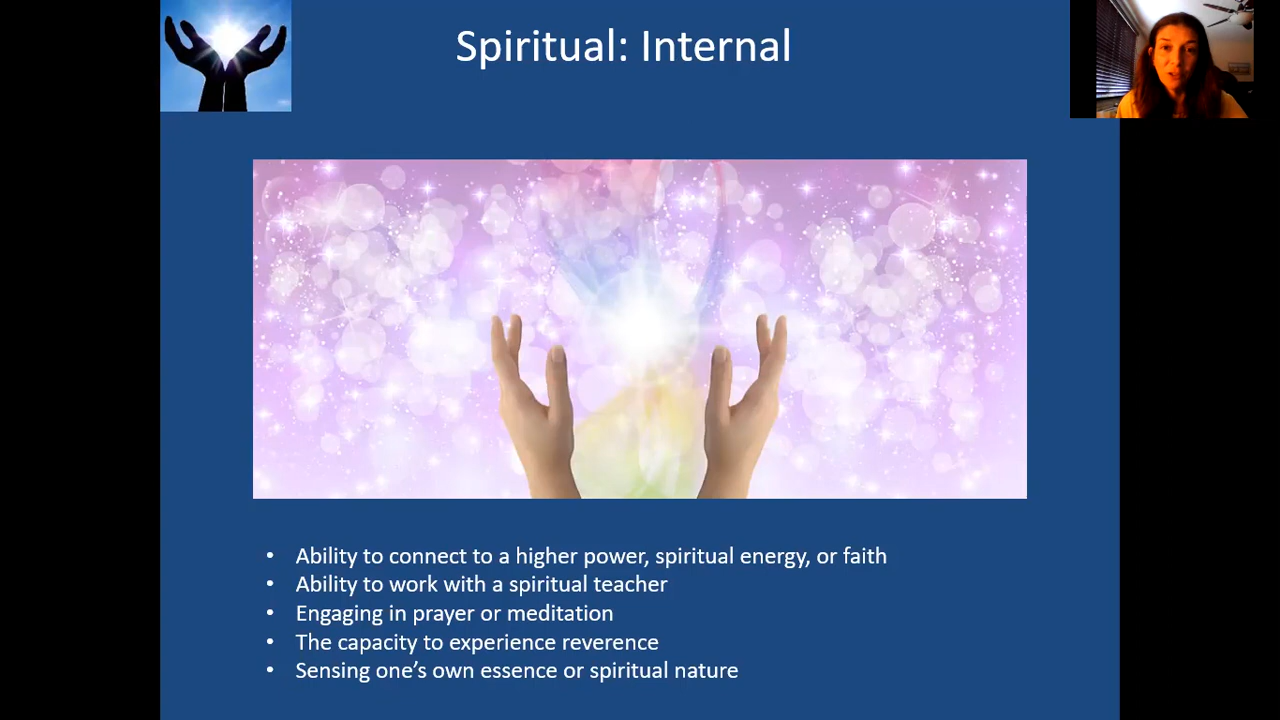 Spiritual: Internal
• Ability to connect to a higher power, spiritual energy, or faith
• Ability to work with a spiritual teacher
• Engaging in prayer or meditation
• The capacity to experience reverence
• Sensing one’s own essence or spiritual nature